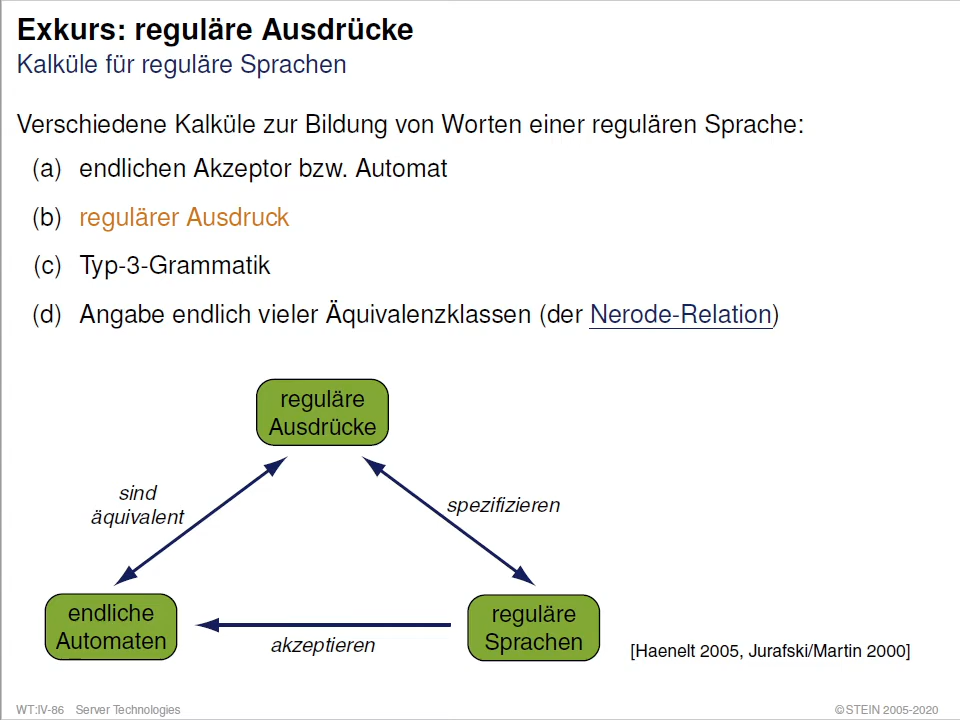 Exkurs: reguläre Ausdrücke
Kalküle für reguläre Sprachen
Verschiedene Kalküle zur Bildung von Worten einer regulären Sprache:
(a) endlichen Akzeptor bzw. Automat
(b) regulärer Ausdruck
(c) Typ-3-Grammatik
(d) Angabe endlich vieler Äquivalenzklassen (der Nerode-Relation)
reguläre
Ausdrücke
sind
äquivalent
spezifizieren
endliche
Automaten
akzeptieren
reguläre
Sprachen
[Haenelt 2005, Jurafski/Martin 2000]
WT:IV-86 Server Technologies
© STEIN 2005-2020